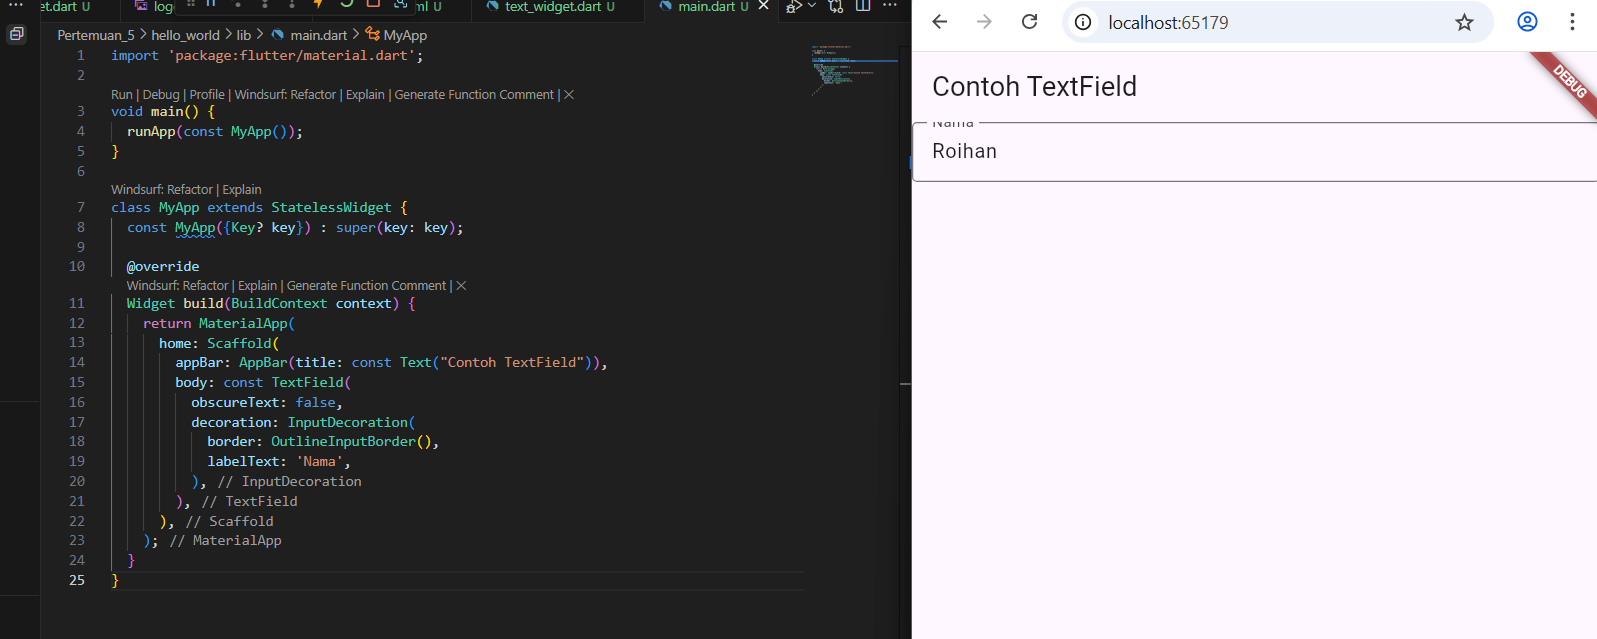 et.dart U
log
ml U
text_widget.dart U
main.dart U
Pertemuan_5 > hello_world > lib > main.dart > MyApp
1 import 'package:flutter/material.dart';
2
Run | Debug | Profile | Windsurf: Refactor | Explain | Generate Function Comment | ×
3 void main() {
4 runApp(const MyApp());
5 }
6
Windsurf: Refactor | Explain
7 class MyApp extends StatelessWidget {
8 const MyApp({Key? key}) : super(key: key);
9
10 @override
Windsurf: Refactor | Explain | Generate Function Comment | ×
11 Widget build(BuildContext context) {
12 return MaterialApp(
13 home: Scaffold(
14 appBar: AppBar(title: const Text("Contoh TextField")),
15 body: const TextField(
16 obscureText: false,
17 decoration: InputDecoration(
18 border: OutlineInputBorder(),
19 labelText: 'Nama',
20 ), // InputDecoration
21 ), // TextField
22 ), // Scaffold
23 ); // MaterialApp
24 }
25 }
localhost:65179
Contoh TextField
DEBUG
Nama
Roihan